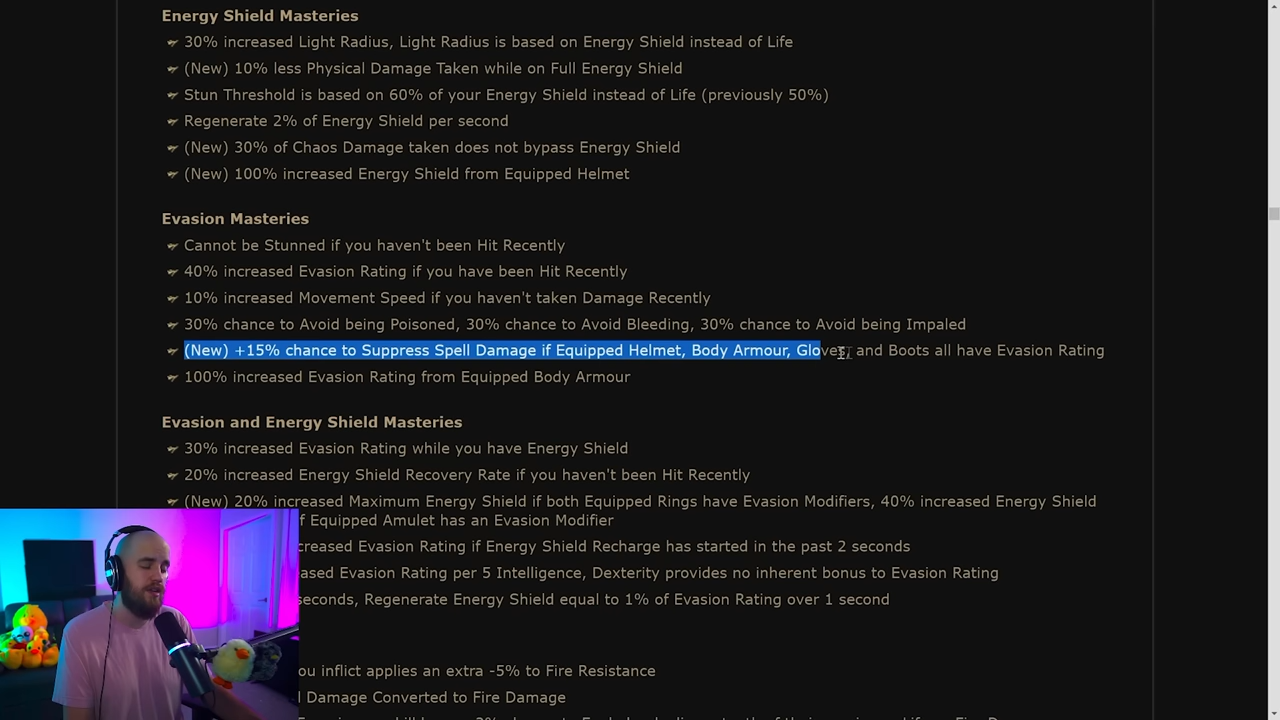 Energy Shield Masteries
30% increased Light Radius, Light Radius is based on Energy Shield instead of Life
(New) 10% less Physical Damage Taken while on Full Energy Shield
Stun Threshold is based on 60% of your Energy Shield instead of Life (previously 50%)
Regenerate 2% of Energy Shield per second
(New) 30% of Chaos Damage taken does not bypass Energy Shield
(New) 100% increased Energy Shield from Equipped Helmet
Evasion Masteries
Cannot be Stunned if you haven't been Hit Recently
40% increased Evasion Rating if you have been Hit Recently
10% increased Movement Speed if you haven't taken Damage Recently
30% chance to Avoid being Poisoned, 30% chance to Avoid Bleeding, 30% chance to Avoid being Impaled
(New) +15% chance to Suppress Spell Damage if Equipped Helmet, Body Armour, Gloves, and Boots all have Evasion Rating
100% increased Evasion Rating from Equipped Body Armour
Evasion and Energy Shield Masteries
30% increased Evasion Rating while you have Energy Shield
20% increased Energy Shield Recovery Rate if you haven't been Hit Recently
(New) 20% increased Maximum Energy Shield if both Equipped Rings have Evasion Modifiers, 40% increased Energy Shield
f Equipped Amulet has an Evasion Modifier
creased Evasion Rating if Energy Shield Recharge has started in the past 2 seconds
ased Evasion Rating per 5 Intelligence, Dexterity provides no inherent bonus to Evasion Rating
seconds, Regenerate Energy Shield equal to 1% of Evasion Rating over 1 second
ou inflict applies an extra -5% to Fire Resistance
l Damage Converted to Fire Damage